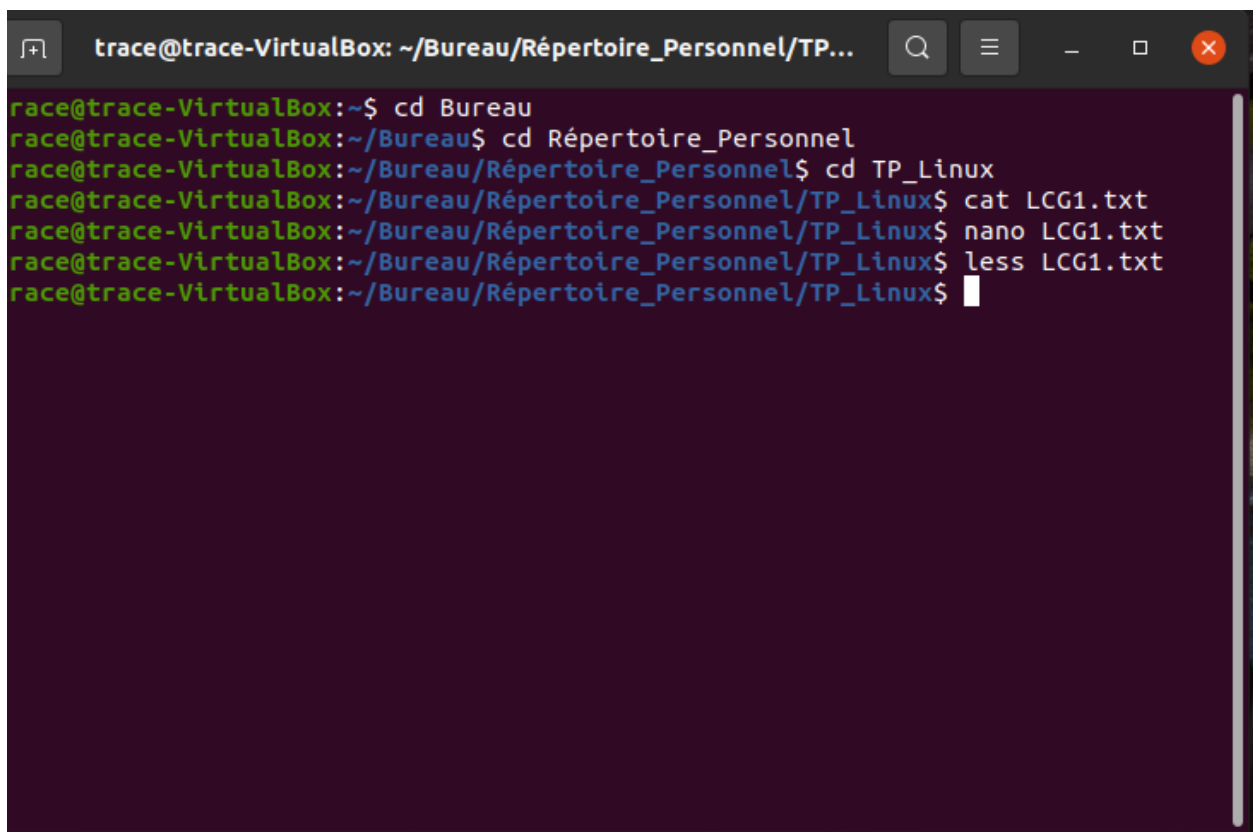 trace@trace-VirtualBox: ~/Bureau/Répertoire_Personnel/TP...
race@trace-VirtualBox:~$ cd Bureau
race@trace-VirtualBox:~/Bureau$ cd Répertoire_Personnel
race@trace-VirtualBox:~/Bureau/Répertoire_Personnel$ cd TP_Linux
race@trace-VirtualBox:~/Bureau/Répertoire_Personnel/TP_Linux$ cat LCG1.txt
race@trace-VirtualBox:~/Bureau/Répertoire_Personnel/TP_Linux$ nano LCG1.txt
race@trace-VirtualBox:~/Bureau/Répertoire_Personnel/TP_Linux$ less LCG1.txt
race@trace-VirtualBox:~/Bureau/Répertoire_Personnel/TP_Linux$